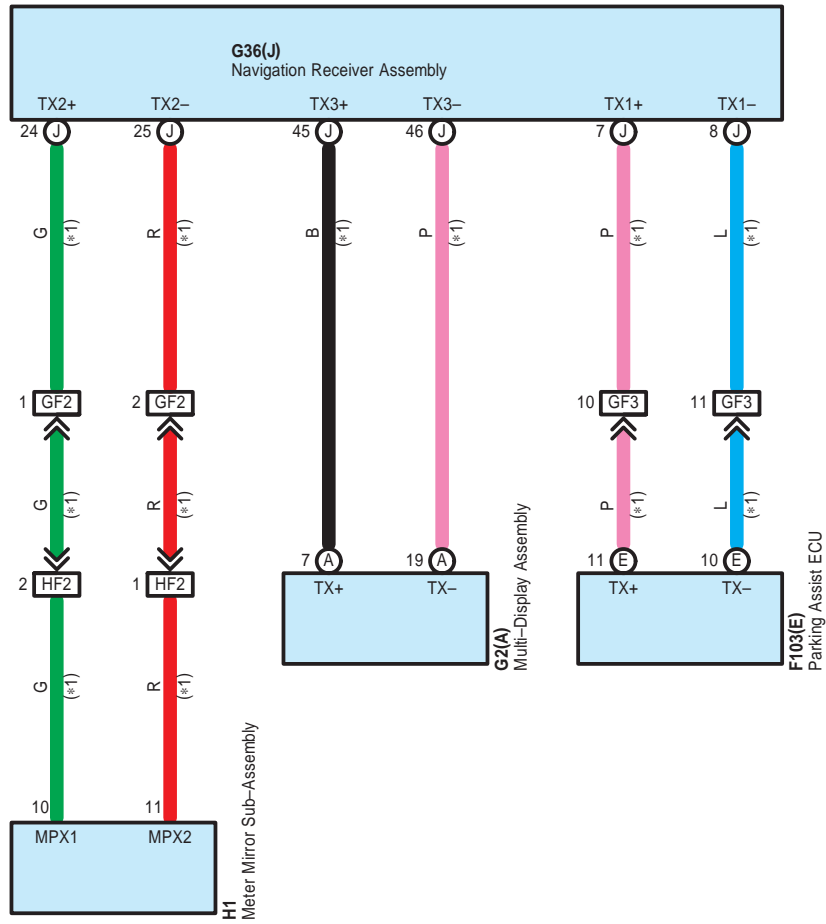 G36(J)
Navigation Receiver Assembly
TX2+ TX2– TX3+ TX3– TX1+ TX1–
24 J 25 J 45 J 46 J 7 J 8 J
G (*1) R (*1) B (*1) P (*1) P (*1) L (*1)
1 GF2 2 GF2 10 GF3 11 GF3
G (*1) R (*1) P (*1) L (*1)
7 A 19 A 11 E 10 E
2 HF2 1 HF2 TX+ TX– TX+ TX–
G2(A)
Multi–Display Assembly
F103(E)
Parking Assist ECU
G (*1) R (*1)
10 11
MPX1 MPX2
H1
Meter Mirror Sub–Assembly